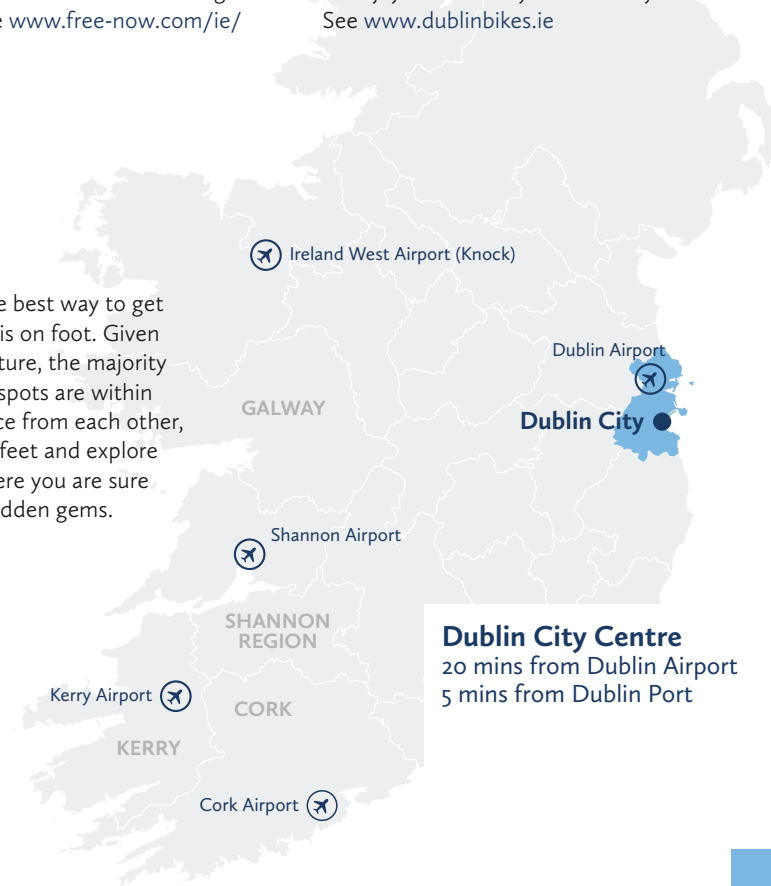 www.free-now.com/ie/
See www.dublinbikes.ie
Ireland West Airport (Knock)
e best way to get
is on foot. Given
ture, the majority
spots are within
ce from each other,
feet and explore
ere you are sure
dden gems.
Dublin Airport
GALWAY
Dublin City
Shannon Airport
SHANNON
REGION
Dublin City Centre
20 mins from Dublin Airport
5 mins from Dublin Port
Kerry Airport
CORK
KERRY
Cork Airport